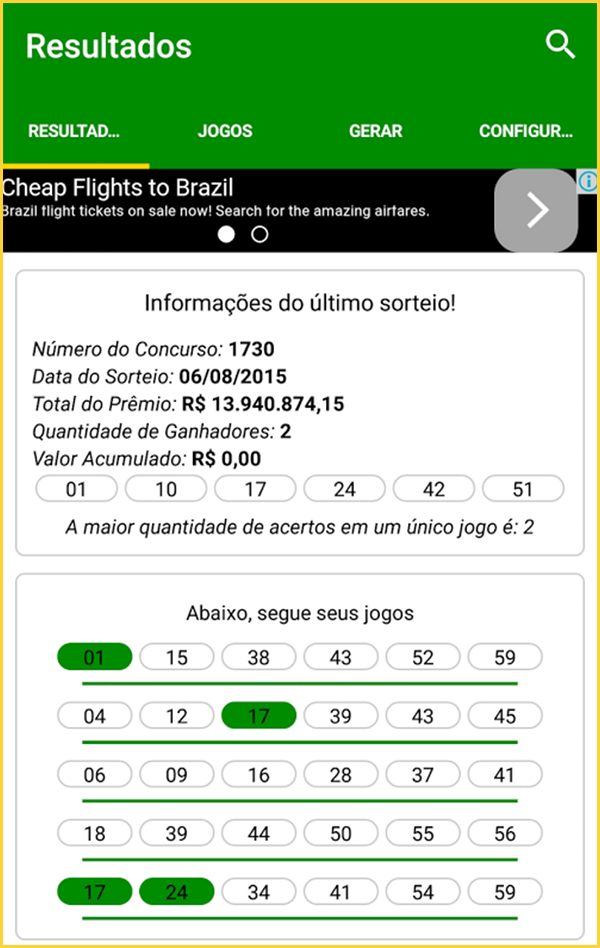 Resultados
RESULTAD... JOGOS GERAR CONFIGUR...
Cheap Flights to Brazil
Brazil flight tickets on sale now! Search for the amazing airfares.
Informações do último sorteio!
Número do Concurso: 1730
Data do Sorteio: 06/08/2015
Total do Prêmio: R$ 13.940.874,15
Quantidade de Ganhadores: 2
Valor Acumulado: R$ 0,00
01 10 17 24 42 51
A maior quantidade de acertos em um único jogo é: 2
Abaixo, segue seus jogos
01 15 38 43 52 59
04 12 17 39 43 45
06 09 16 28 37 41
18 39 44 50 55 56
17 24 34 41 54 59